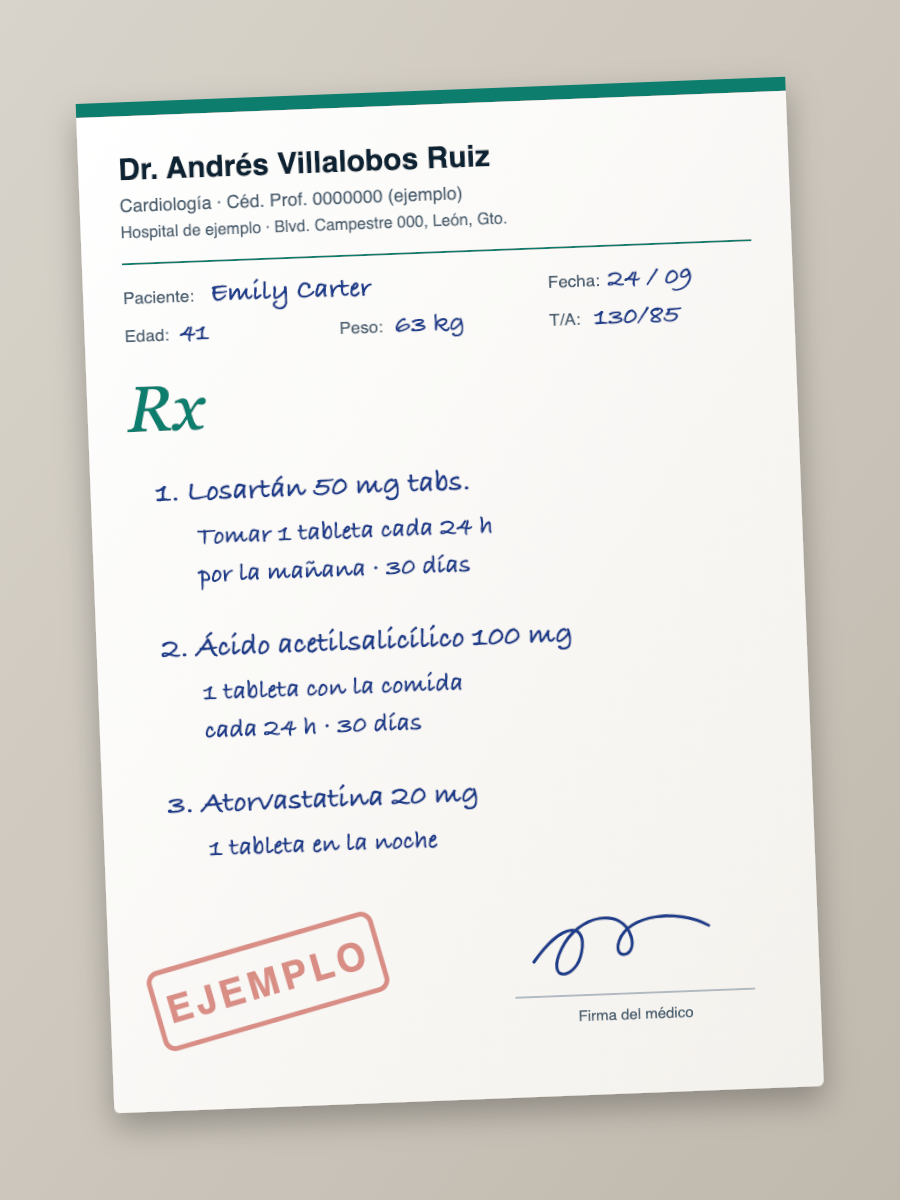 Dr. Andrés Villalobos Ruiz
Cardiología · Céd. Prof. 0000000 (ejemplo)
Hospital de ejemplo · Blvd. Campestre 000, León, Gto.
Paciente: Emily Carter
Fecha: 24 / 09
Edad: 41
Peso: 63 kg
T/A: 130/85
Rx
1. Losartán 50 mg tabs.
Tomar 1 tableta cada 24 h
por la mañana · 30 días
2. Ácido acetilsalicílico 100 mg
1 tableta con la comida
cada 24 h · 30 días
3. Atorvastatina 20 mg
1 tableta en la noche
EJEMPLO
Firma del médico